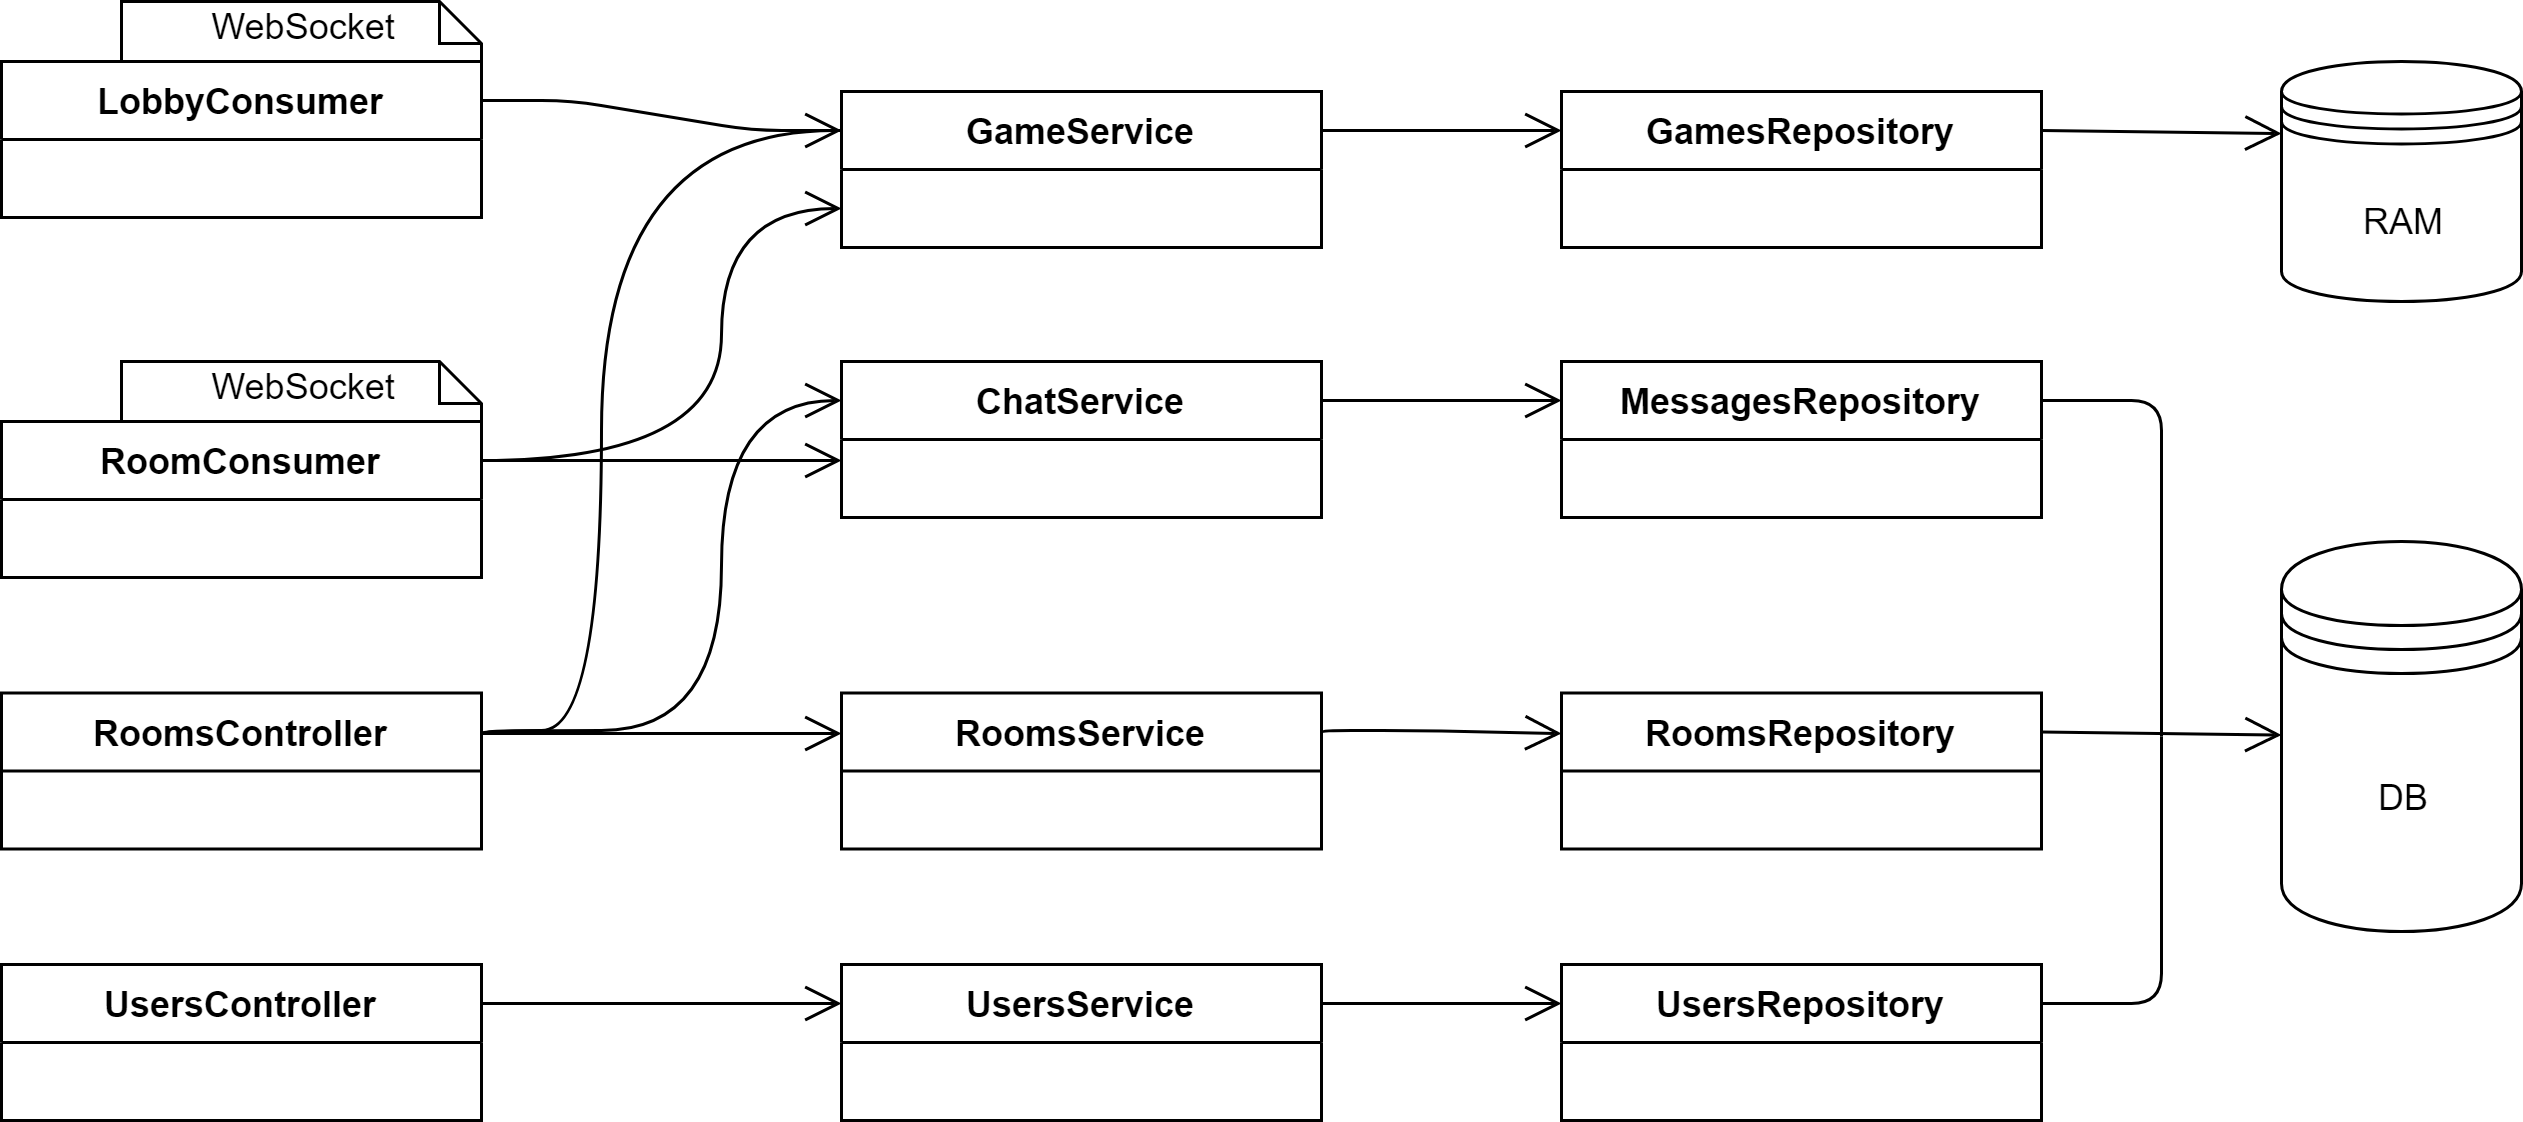 WebSocket
LobbyConsumer
GameService
GamesRepository
RAM
WebSocket
RoomConsumer
ChatService
MessagesRepository
RoomsController
RoomsService
RoomsRepository
DB
UsersController
UsersService
UsersRepository